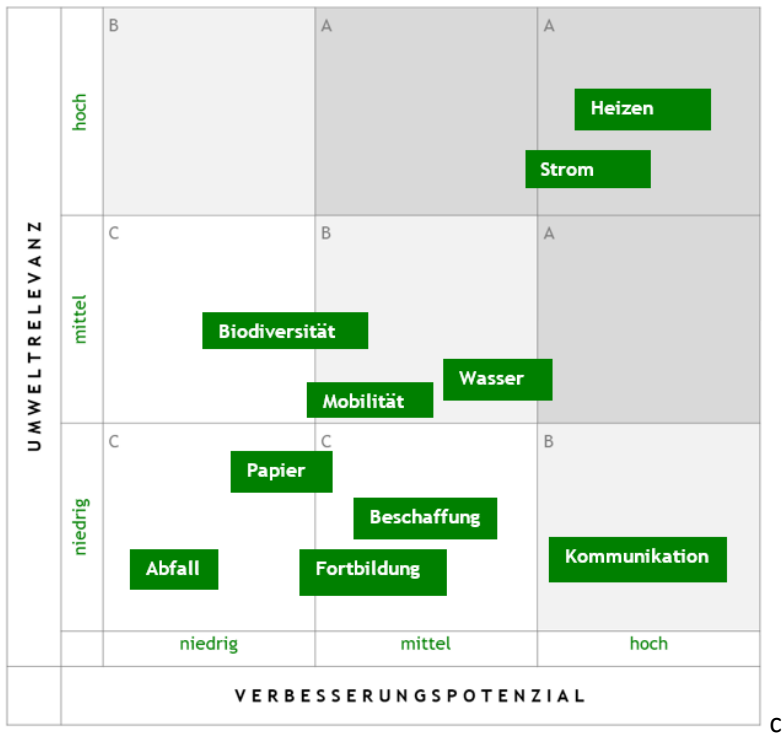 B
A
A
hoch
Heizen
Strom
C
B
A
UMWELTRELEVANZ
mittel
Biodiversität
Wasser
Mobilität
C
C
B
niedrig
Papier
Beschaffung
Kommunikation
Abfall
Fortbildung
niedrig
mittel
hoch
VERBESSERUNGSPOTENZIAL
c